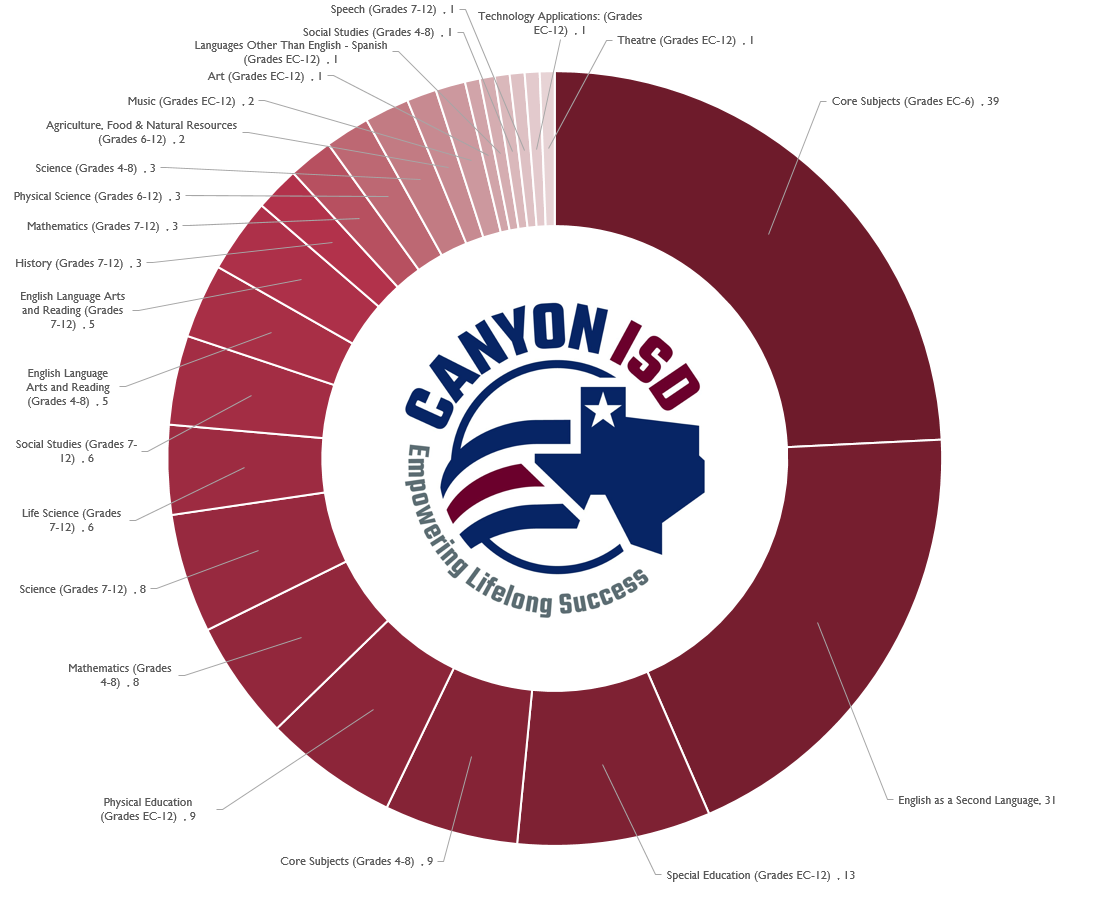 Speech (Grades 7-12) , 1
Technology Applications: (Grades
EC-12) , 1
Social Studies (Grades 4-8) , 1
Theatre (Grades EC-12) , 1
Languages Other Than English - Spanish
(Grades EC-12) , 1
Art (Grades EC-12) , 1
Music (Grades EC-12) , 2
Core Subjects (Grades EC-6) , 39
Agriculture, Food & Natural Resources
(Grades 6-12) , 2
Science (Grades 4-8) , 3
Physical Science (Grades 6-12) , 3
Mathematics (Grades 7-12) , 3
History (Grades 7-12) , 3
English Language Arts
and Reading (Grades
7-12) , 5
English Language
Arts and Reading
(Grades 4-8) , 5
Social Studies (Grades 7-
12) , 6
Life Science (Grades
7-12) , 6
Science (Grades 7-12) , 8
Mathematics (Grades
4-8) , 8
Physical Education
(Grades EC-12) , 9
Core Subjects (Grades 4-8) , 9
Special Education (Grades EC-12) , 13
English as a Second Language, 31
CANYON ISD
Empowering Lifelong Success